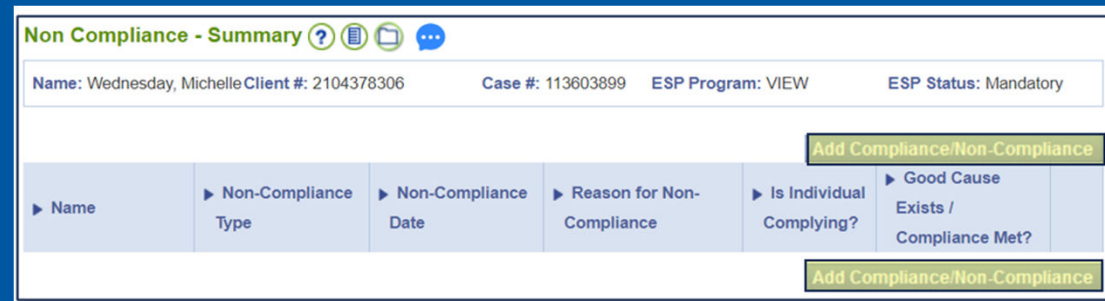 Non Compliance - Summary ?
Name: Wednesday, Michelle Client #: 2104378306 Case #: 113603899 ESP Program: VIEW ESP Status: Mandatory
Add Compliance/Non-Compliance
Name
Non-Compliance Type
Non-Compliance Date
Reason for Non-Compliance
Is Individual Complying?
Good Cause Exists / Compliance Met?
Add Compliance/Non-Compliance